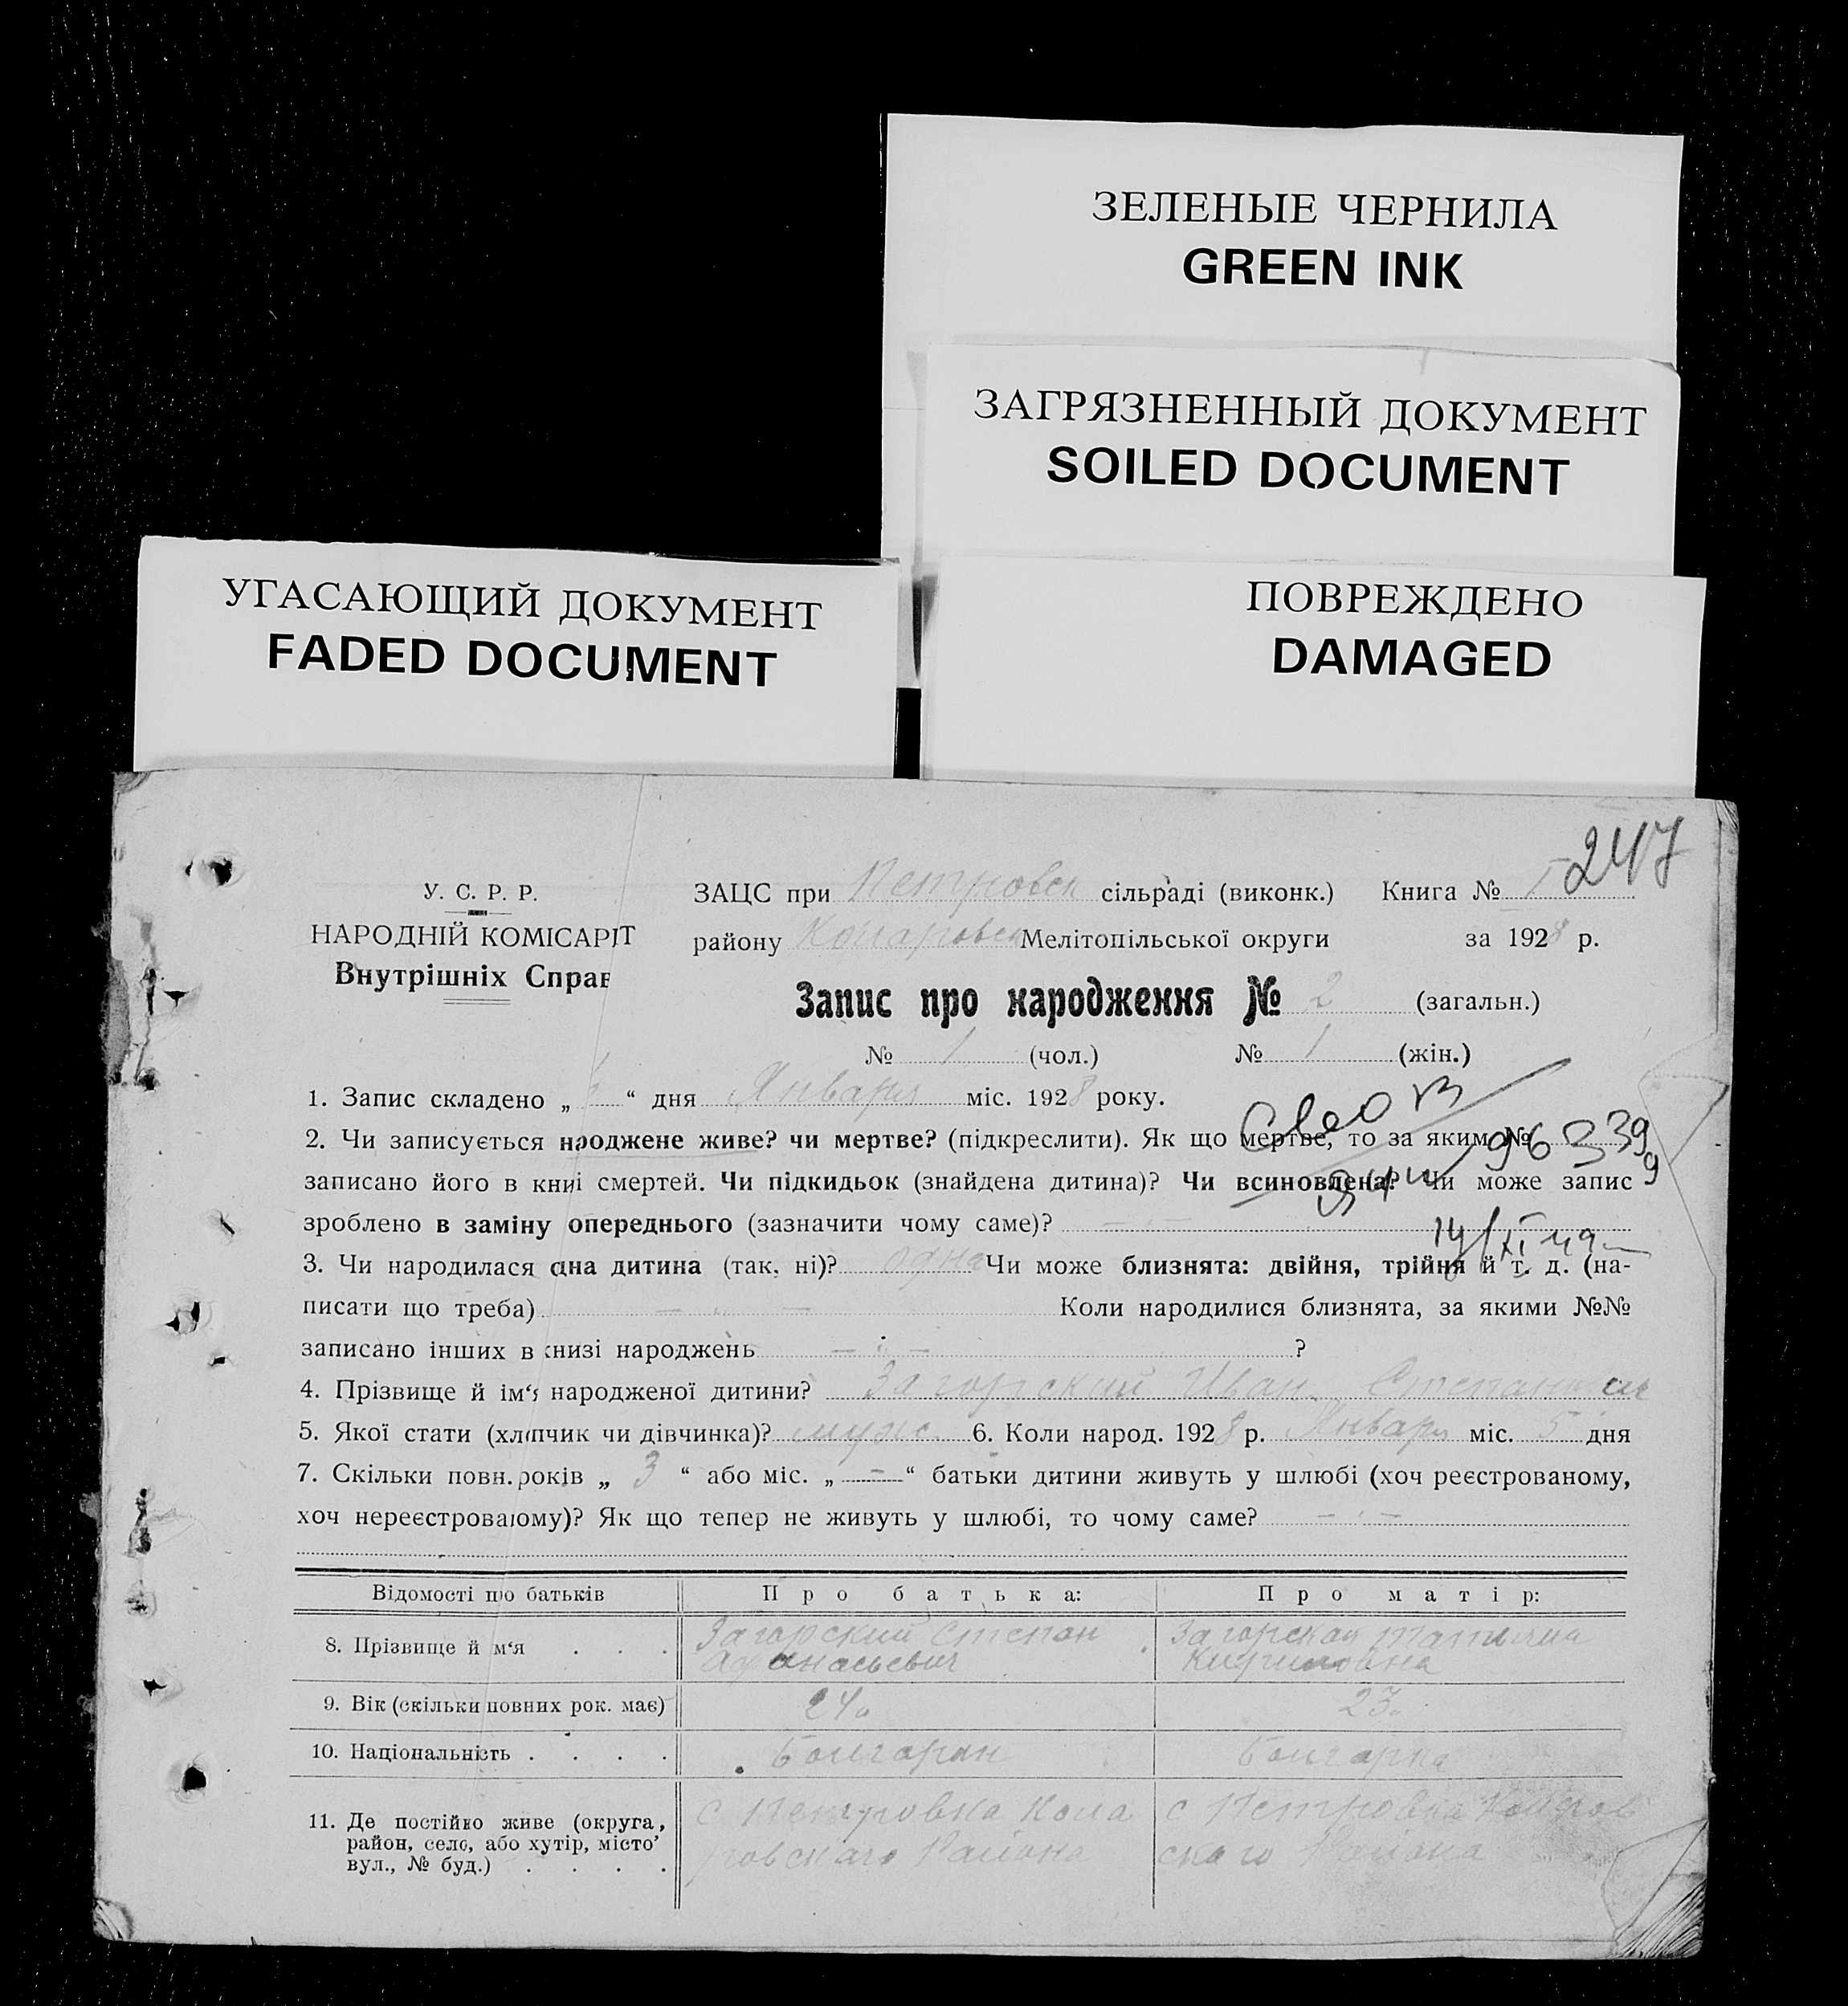 ЗЕЛЕНЫЕ ЧЕРНИЛА
GREEN INK
ЗАГРЯЗНЕННЫЙ ДОКУМЕНТ
SOILED DOCUMENT
УГАСАЮЩИЙ ДОКУМЕНТ
FADED DOCUMENT
ПОВРЕЖДЕНО
DAMAGED
247
У. С. Р. Р.
НАРОДНІЙ КОМІСАРІТ
Внутрішніх Справ
ЗАЦС при Петровск сільраді (виконк.) Книга № I
району Коларовск Мелітопільської округи за 1928 р.
Запис про народження № 2 (загальн.)
№ 1 (чол.) № 1 (жін.)
1. Запис складено „ “ дня Января міс. 1928 року.
2. Чи записується нроджене живе? чи мертве? (підкреслити). Як що мертве, то за яким №
записано його в книі смертей. Чи підкидьок (знайдена дитина)? Чи всиновлена? Чи може запис
зроблено в заміну опереднього (зазначити чому саме)? —
14/XI 49
3. Чи народилася дна дитина (так, ні)? одна Чи може близнята: двійня, трійня й т. д. (на-
писати що треба) — „ — Коли народилися близнята, за якими №№
записано інших в книзі народжень — „ — ?
4. Прізвище й ім‘я народженої дитини? Загорский Иван Степанович
5. Якої стати (хлпчик чи дівчинка)? муж 6. Коли народ. 1928 р. Января міс. 5 дня
7. Скільки повн. років „ 3 “ або міс. „ — “ батьки дитини живуть у шлюбі (хоч реєстрованому,
хоч нереєстроваюму)? Як що тепер не живуть у шлюбі, то чому саме? — „ —
Відомості про батьків Про батька: Про матір:
8. Прізвище й м‘я . . . Загорский Степан Афанасьевич Загорская Татьяна Кириловна
9. Вік (скільки повних рок. має) 24 23
10. Національність . . . . Болгарин Болгарка
11. Де постійно живе (округа, район, село, або хутір, місто’ вул., № буд.) . . . . с Петровка Коларовского Района с Петровка Коларовского Района